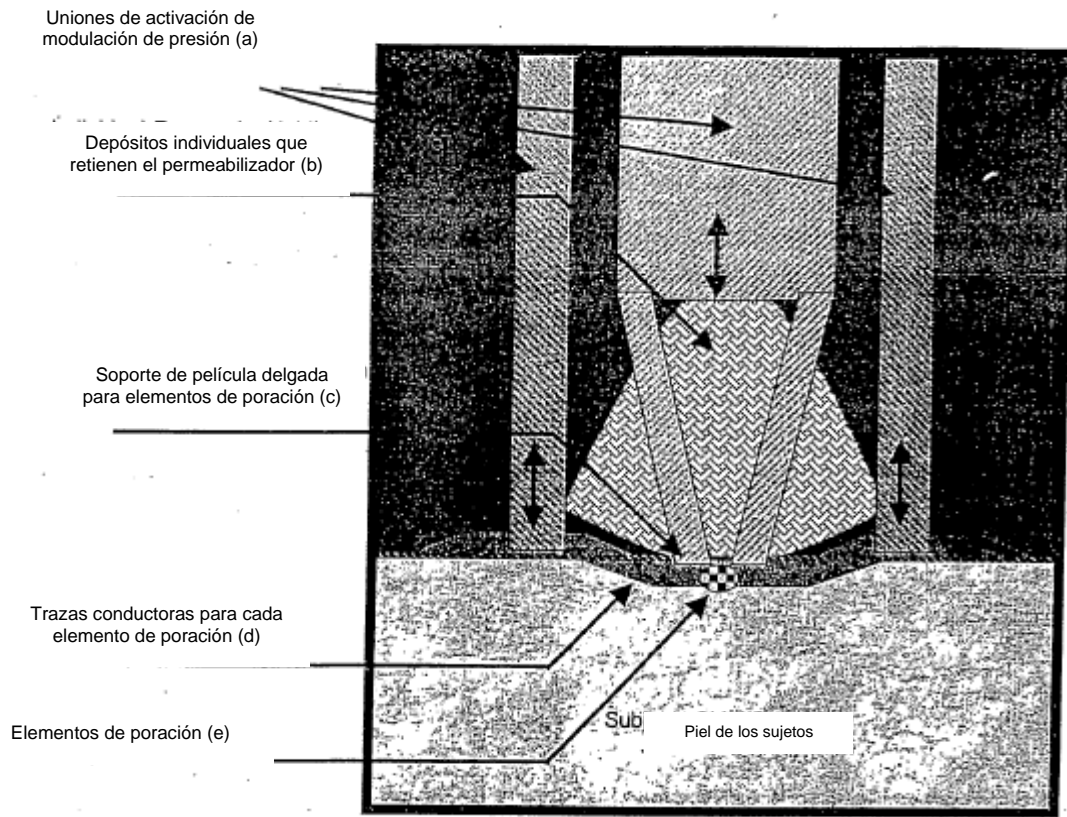 Uniones de activación de
modulación de presión (a)
Depósitos individuales que
retienen el permeabilizador (b)
Soporte de película delgada
para elementos de poración (c)
Trazas conductoras para cada
elemento de poración (d)
Elementos de poración (e)
Sub
Piel de los sujetos